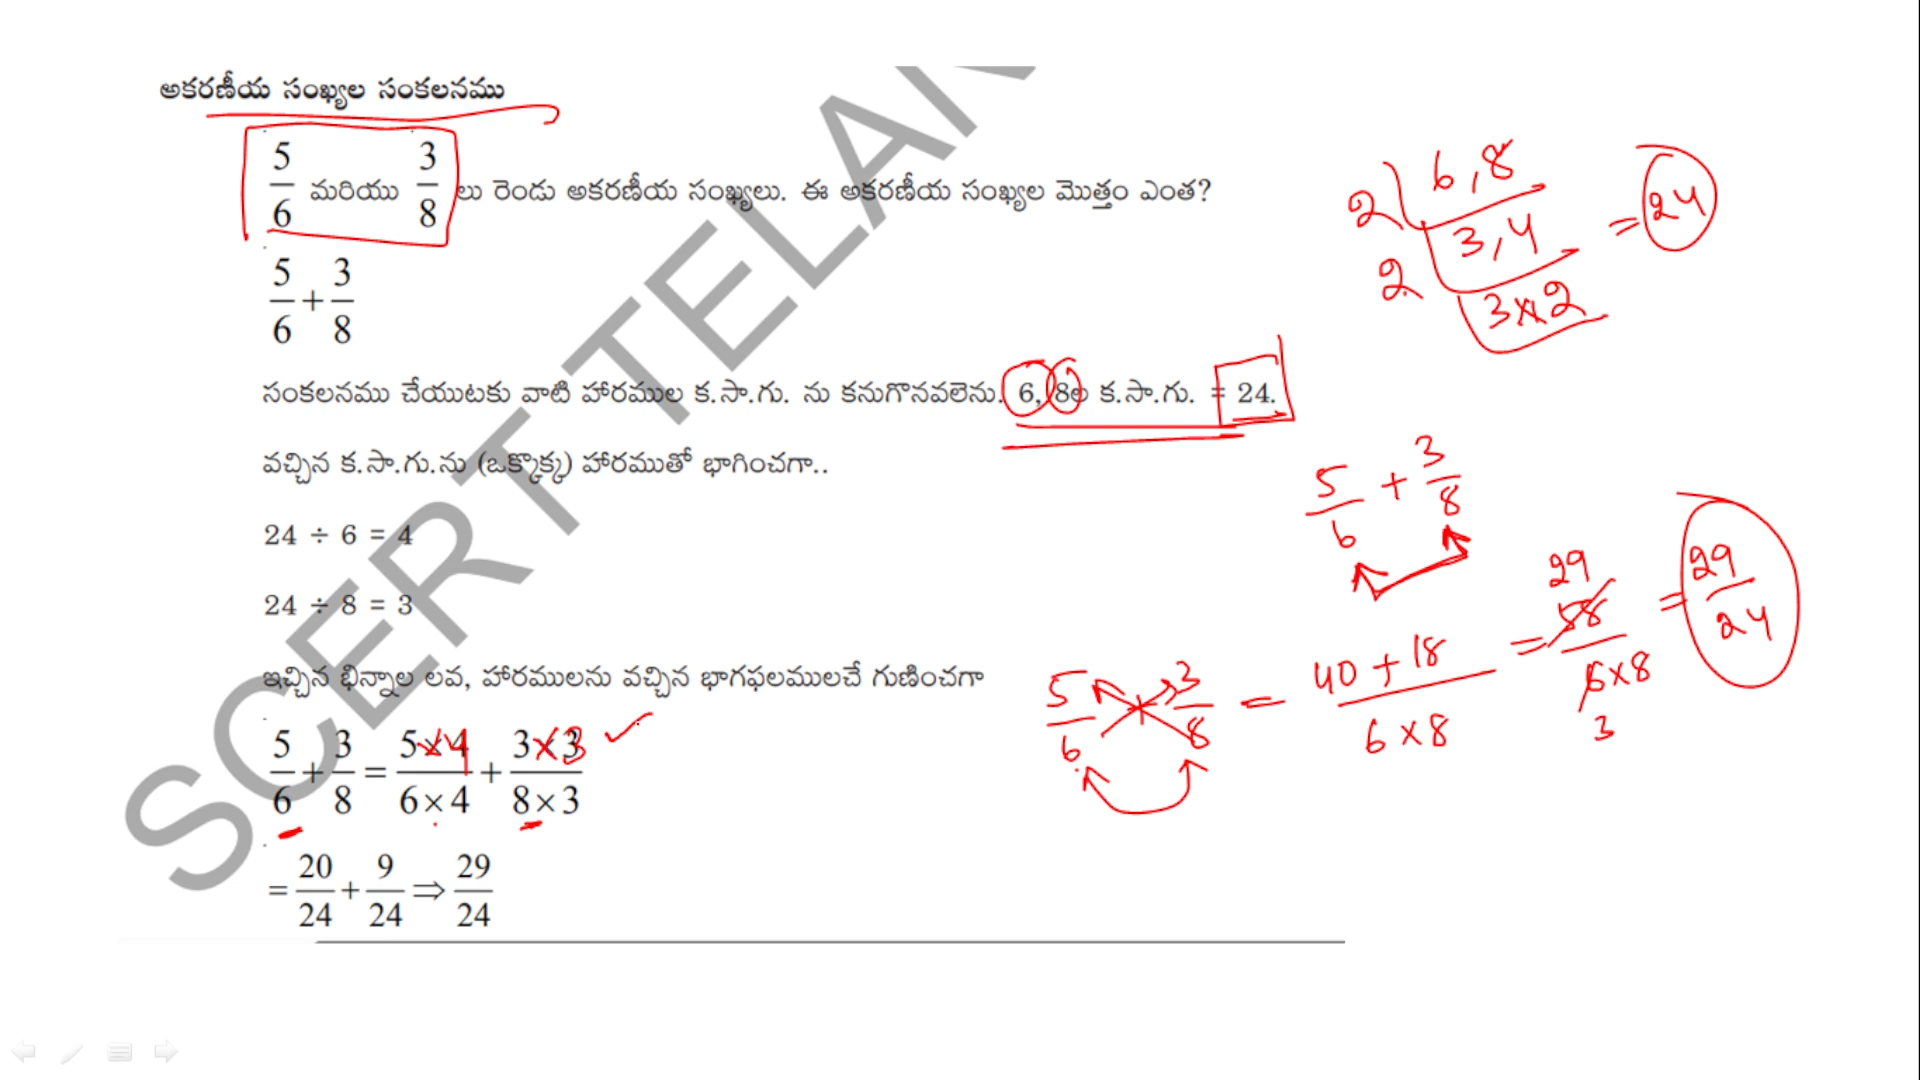 అకరణీయ సంఖ్యల సంకలనము
5/6 మరియు 3/8 లు రెండు అకరణీయ సంఖ్యలు. ఈ అకరణీయ సంఖ్యల మొత్తం ఎంత?
5/6 + 3/8
సంకలనము చేయుటకు వాటి హారముల క.సా.గు. ను కనుగొనవలెను. 6, 8ల క.సా.గు. = 24.
వచ్చిన క.సా.గు.ను (ఒక్కొక్క) హారముతో భాగించగా..
24 ÷ 6 = 4
24 ÷ 8 = 3
ఇచ్చిన భిన్నాల లవ, హారములను వచ్చిన భాగఫలములచే గుణించగా
5/6 + 3/8 = 5×4/6×4 + 3×3/8×3
= 20/24 + 9/24 ⇒ 29/24
SCERT TELAN
2 6, 8
2 3, 4 = 24
3×2
5/6 + 3/8
5/6 + 3/8 = 40 + 18/6×8 = 58/6×8 = 29/24
29
3